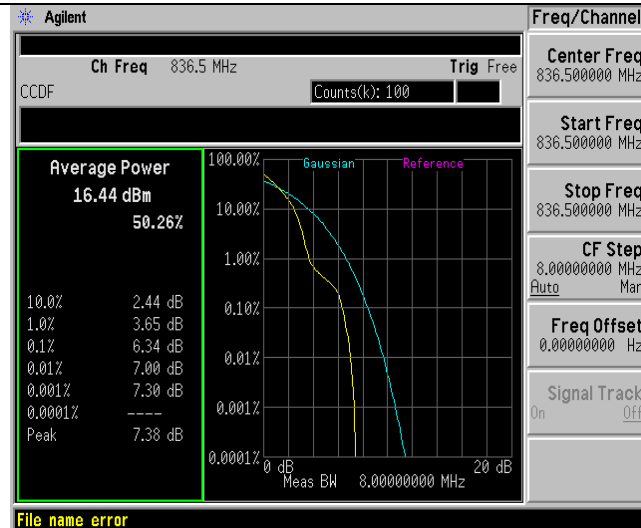 Agilent
Freq/Channel
Ch Freq 836.5 MHz Trig Free
CCDF Counts(k): 100
Average Power
16.44 dBm
50.26%
10.0% 2.44 dB
1.0% 3.65 dB
0.1% 6.34 dB
0.01% 7.00 dB
0.001% 7.30 dB
0.0001% ----
Peak 7.38 dB
Gaussian Reference
100.00%
10.00%
1.00%
0.10%
0.01%
0.001%
0.0001%
0 dB 20 dB
Meas BW 8.00000000 MHz
Center Freq
836.500000 MHz
Start Freq
836.500000 MHz
Stop Freq
836.500000 MHz
CF Step
8.00000000 MHz
Auto Man
Freq Offset
0.00000000 Hz
Signal Track
On Off
File name error